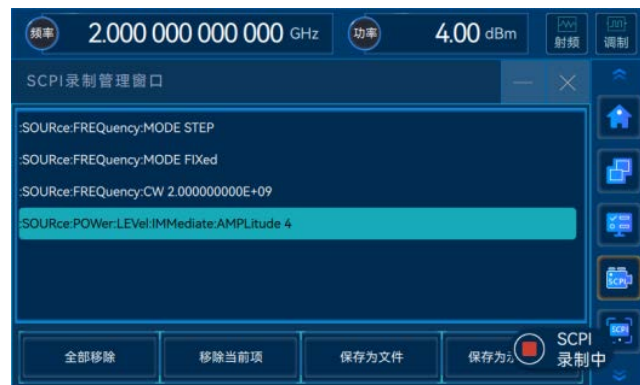 频率 2.000 000 000 000 GHz 功率 4.00 dBm 射频 调制
SCPI录制管理窗口
:SOURce:FREQuency:MODE STEP
:SOURce:FREQuency:MODE FIXed
:SOURce:FREQuency:CW 2.000000000E+09
:SOURce:POWer:LEVel:IMMediate:AMPLitude 4
SCPI
SCPI
全部移除 移除当前项 保存为文件 保存为
SCPI
录制中